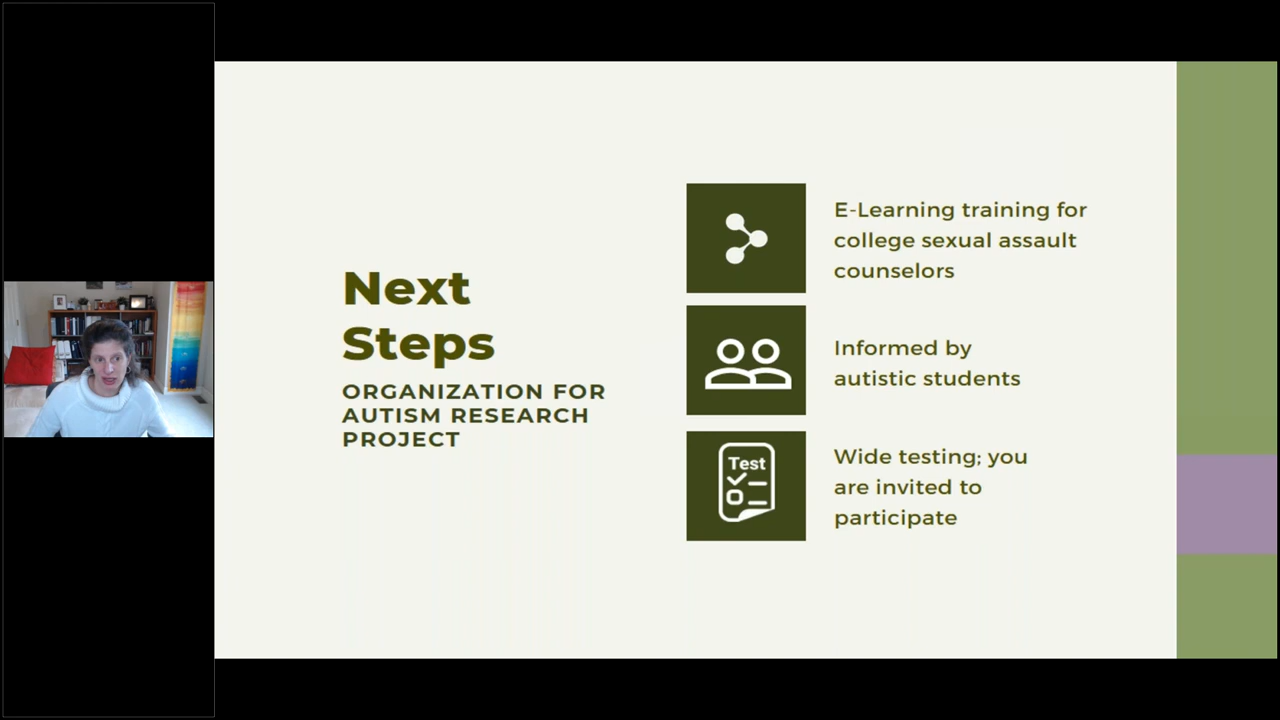 Next
Steps
ORGANIZATION FOR
AUTISM RESEARCH
PROJECT
E-Learning training for
college sexual assault
counselors
Informed by
autistic students
Test
Wide testing; you
are invited to
participate